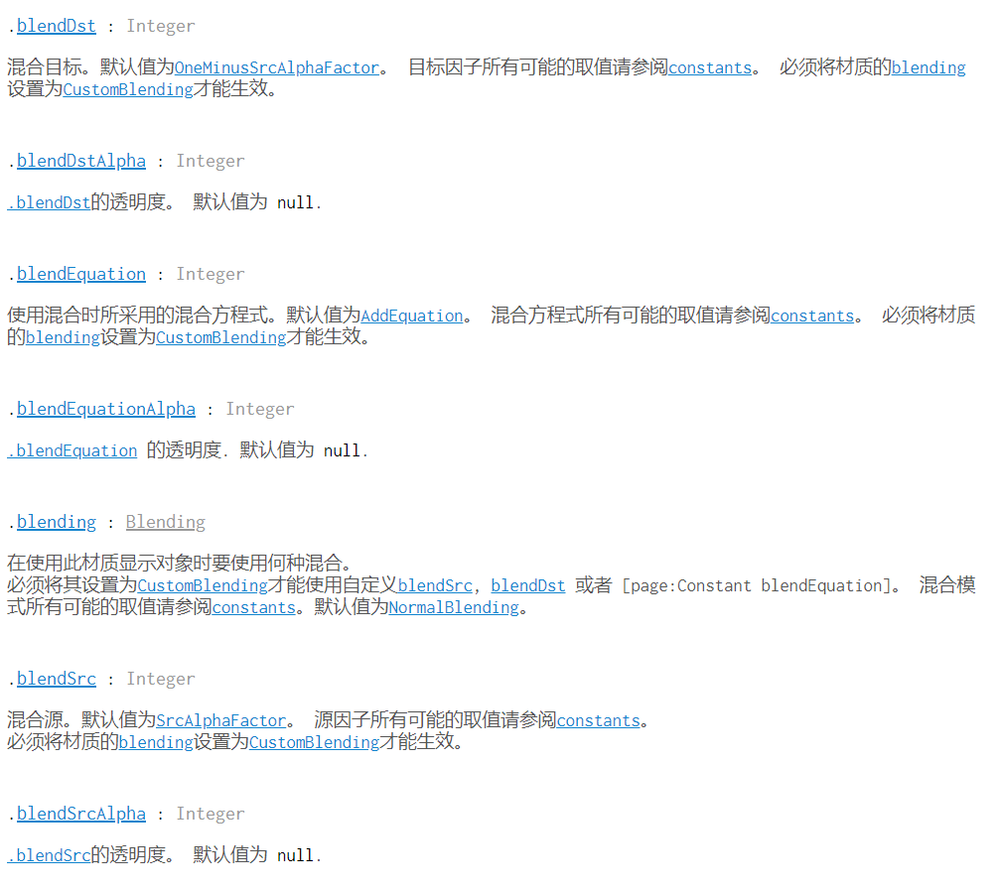 .blendDst : Integer
混合目标。默认值为OneMinusSrcAlphaFactor。 目标因子所有可能的取值请参阅constants。 必须将材质的blending
设置为CustomBlending才能生效。
.blendDstAlpha : Integer
.blendDst的透明度。 默认值为 null.
.blendEquation : Integer
使用混合时所采用的混合方程式。默认值为AddEquation。 混合方程式所有可能的取值请参阅constants。 必须将材质
的blending设置为CustomBlending才能生效。
.blendEquationAlpha : Integer
.blendEquation 的透明度. 默认值为 null.
.blending : Blending
在使用此材质显示对象时要使用何种混合。
必须将其设置为CustomBlending才能使用自定义blendSrc, blendDst 或者 [page:Constant blendEquation]。 混合模
式所有可能的取值请参阅constants。默认值为NormalBlending。
.blendSrc : Integer
混合源。默认值为SrcAlphaFactor。 源因子所有可能的取值请参阅constants。
必须将材质的blending设置为CustomBlending才能生效。
.blendSrcAlpha : Integer
.blendSrc的透明度。 默认值为 null.